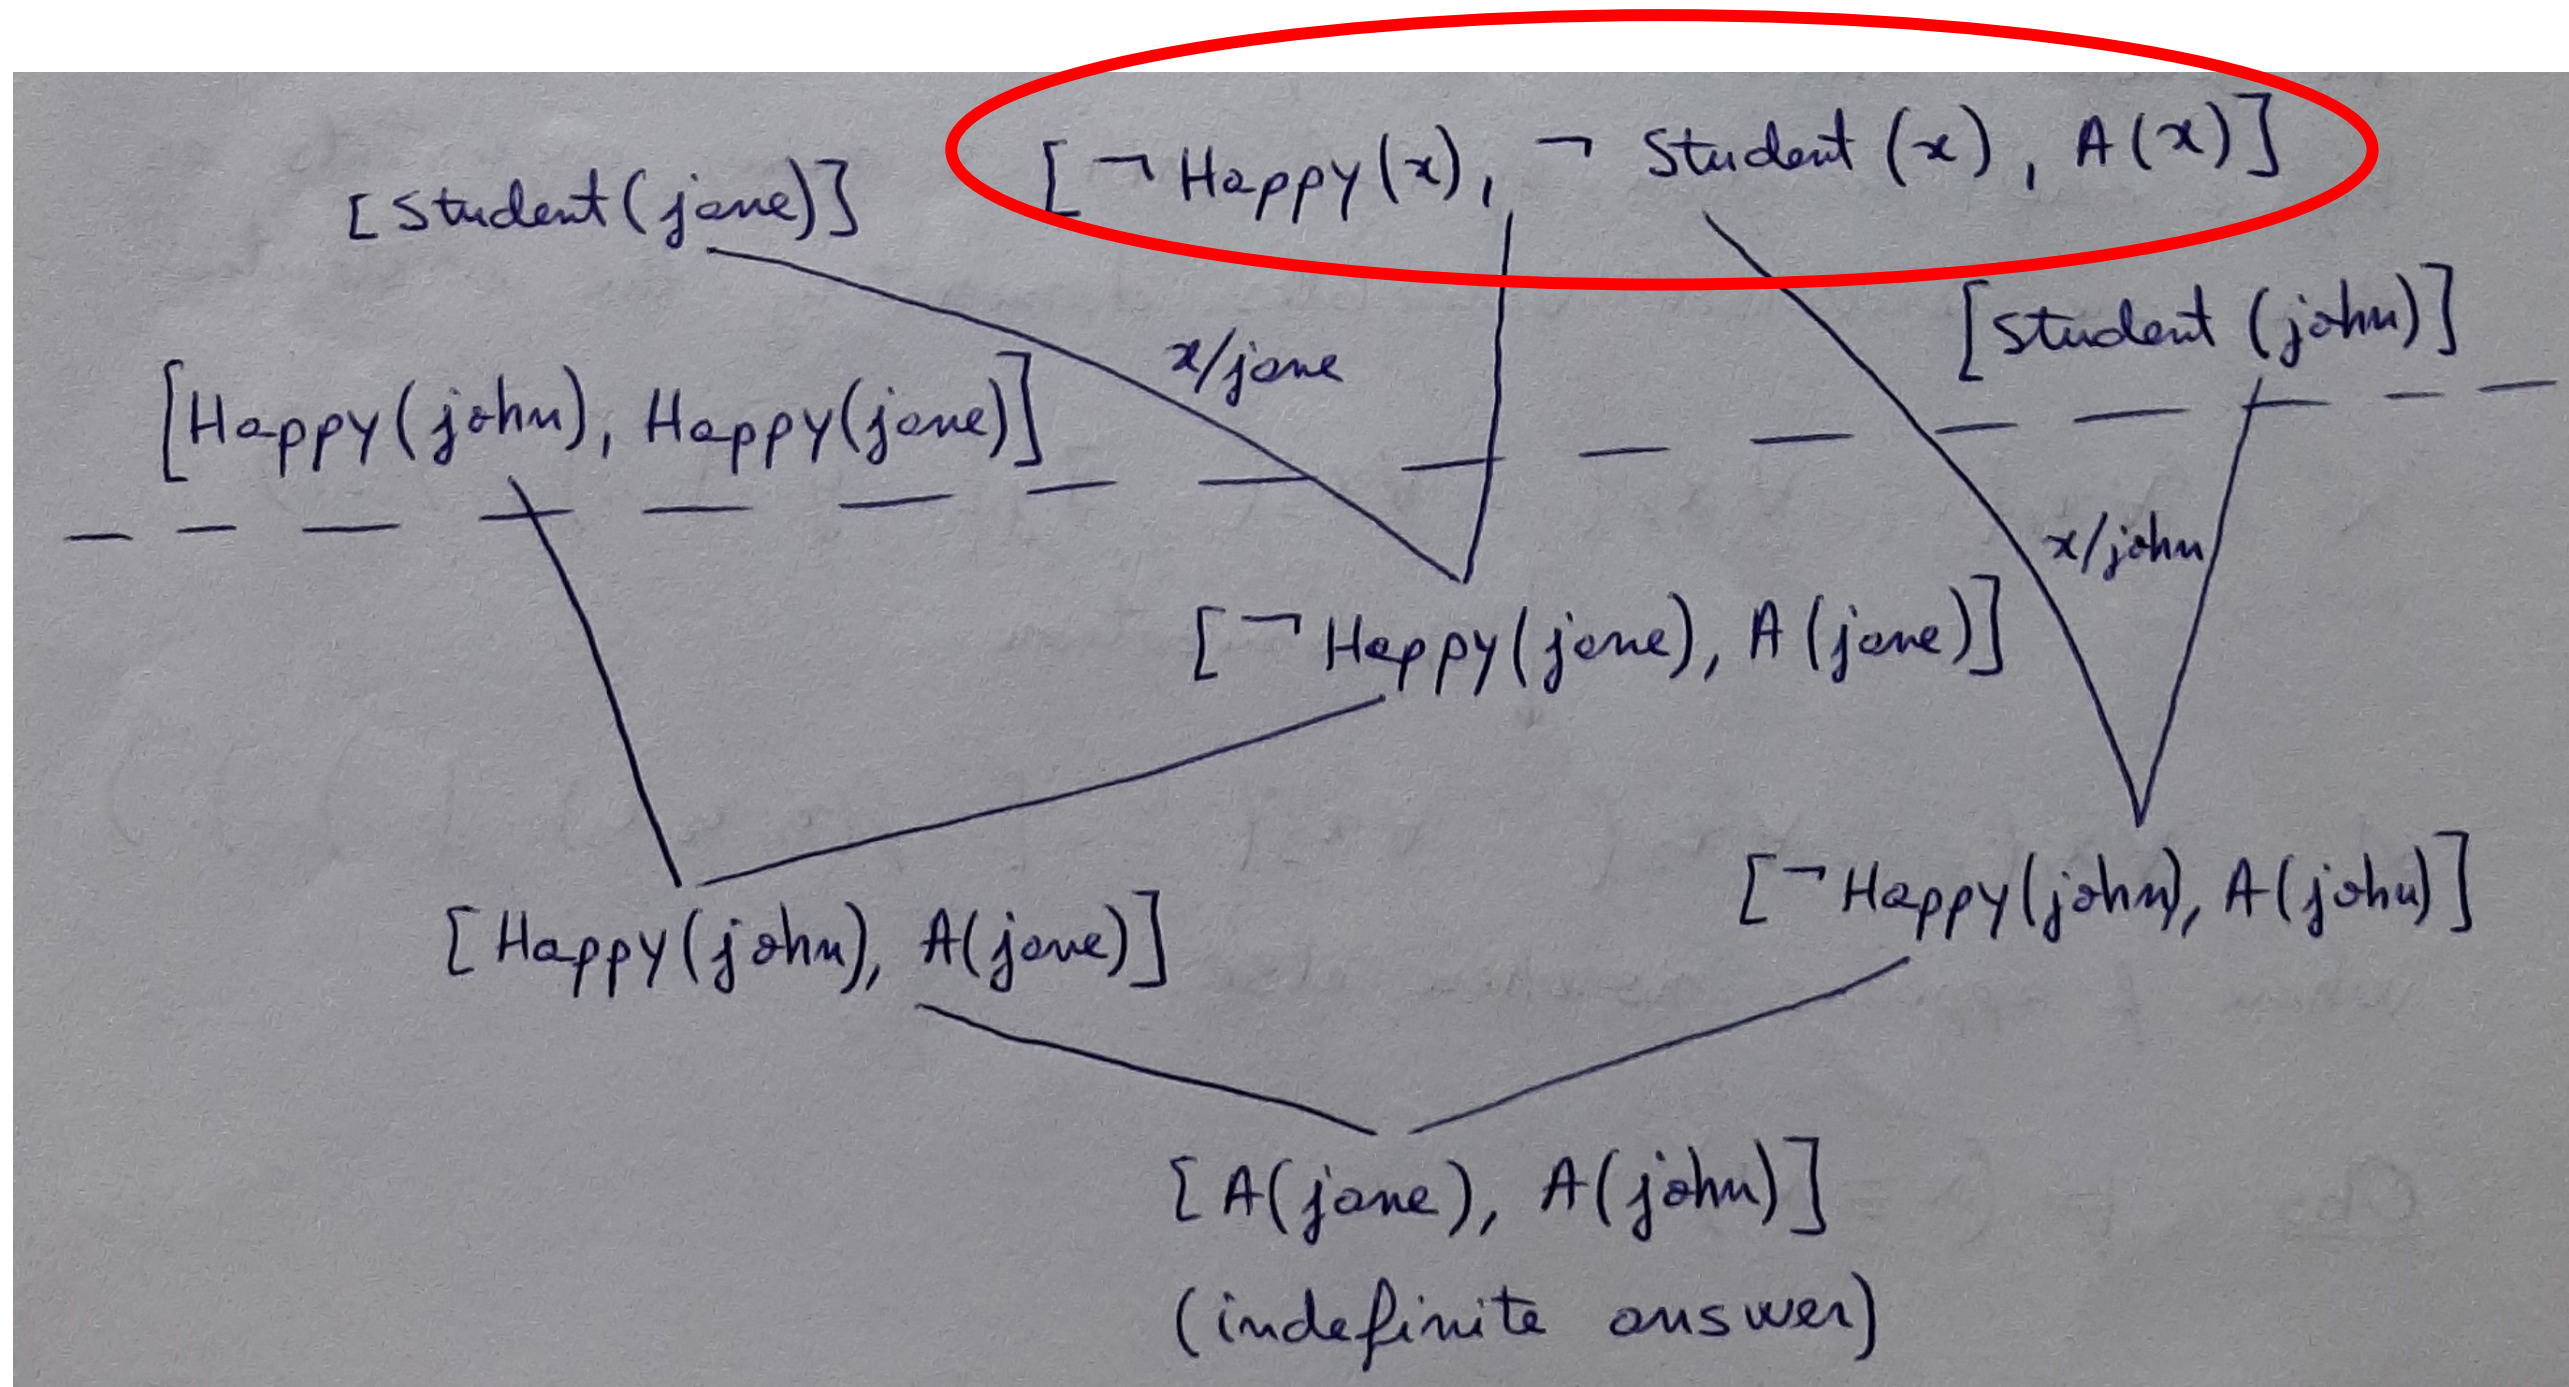 [¬Happy(x), ¬Student(x), A(x)]
[Student(jane)]
[Student(john)]
x/jane
[Happy(john), Happy(jane)]
x/john
[¬Happy(jane), A(jane)]
[¬Happy(john), A(john)]
[Happy(john), A(jane)]
[A(jane), A(john)]
(indefinite answer)